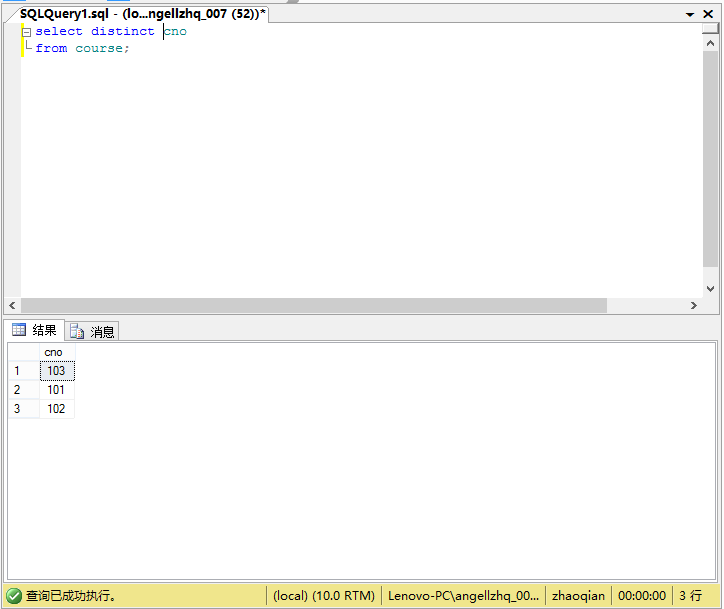 SQLQuery1.sql - (lo...ngellzhq_007 (52))*
select distinct cno
from course;
结果 消息
cno
1 103
2 101
3 102
查询已成功执行。 (local) (10.0 RTM) Lenovo-PC\angellzhq_00... zhaoqian 00:00:00 3 行